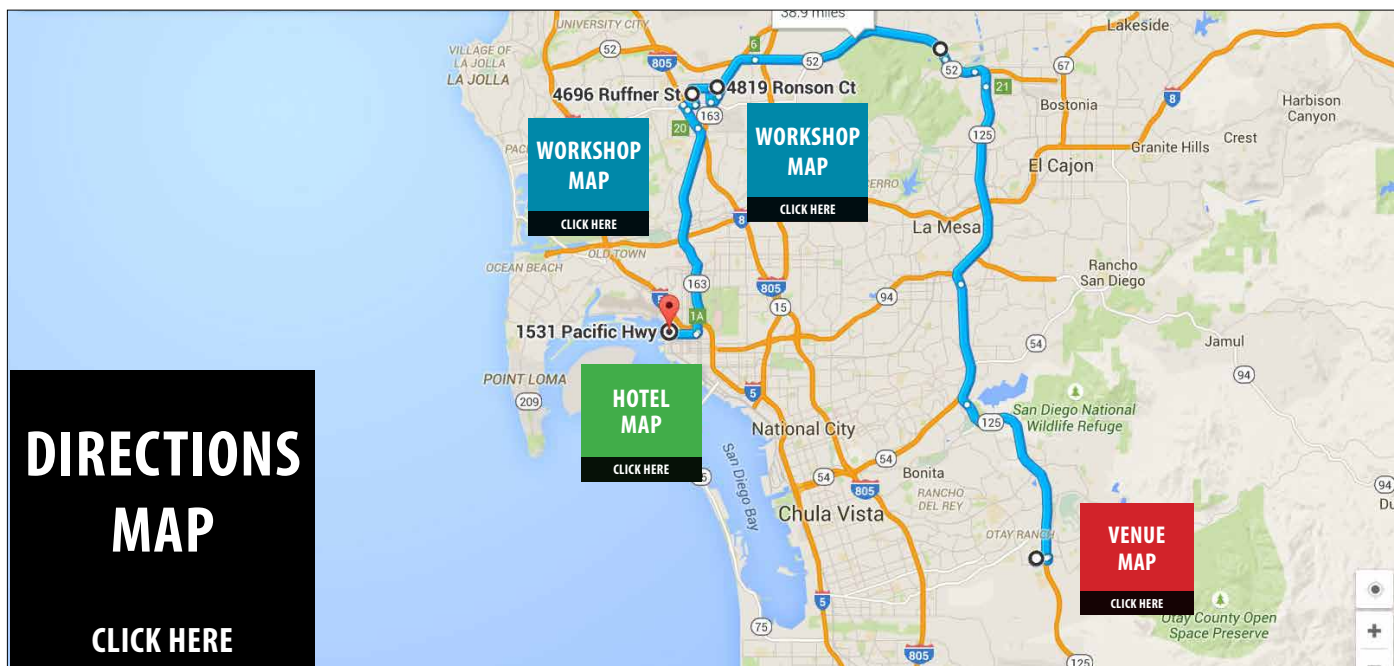 38.9 miles
UNIVERSITY CITY
Lakeside
VILLAGE OF
LA JOLLA
LA JOLLA
52
805
6
52
52
67
21
8
4696 Ruffner St
4819 Ronson Ct
163
20
Bostonia
Harbison
Canyon
125
Granite Hills
Crest
El Cajon
WORKSHOP
MAP
CLICK HERE
WORKSHOP
MAP
CLICK HERE
8
La Mesa
OLD TOWN
OCEAN BEACH
163
805
15
94
Rancho
San Diego
5
1A
1531 Pacific Hwy
54
Jamul
94
POINT LOMA
209
HOTEL
MAP
CLICK HERE
5
National City
125
San Diego National
Wildlife Refuge
San Diego Bay
54
54
805
Bonita
RANCHO
DEL REY
94
Chula Vista
OTAY RANCH
VENUE
MAP
CLICK HERE
5
75
805
125
Otay County Open
Space Preserve
DIRECTIONS
MAP
CLICK HERE